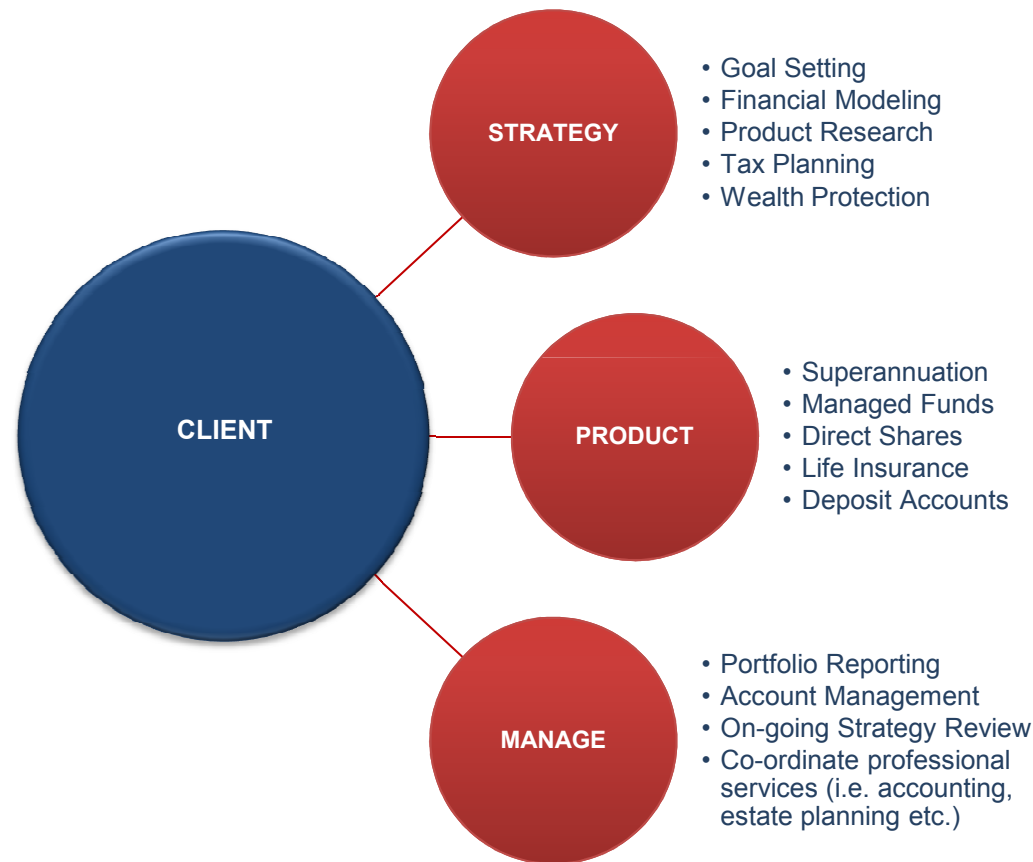 STRATEGY
• Goal Setting
• Financial Modeling
• Product Research
• Tax Planning
• Wealth Protection
CLIENT
PRODUCT
• Superannuation
• Managed Funds
• Direct Shares
• Life Insurance
• Deposit Accounts
MANAGE
• Portfolio Reporting
• Account Management
• On-going Strategy Review
• Co-ordinate professional
services (i.e. accounting,
estate planning etc.)